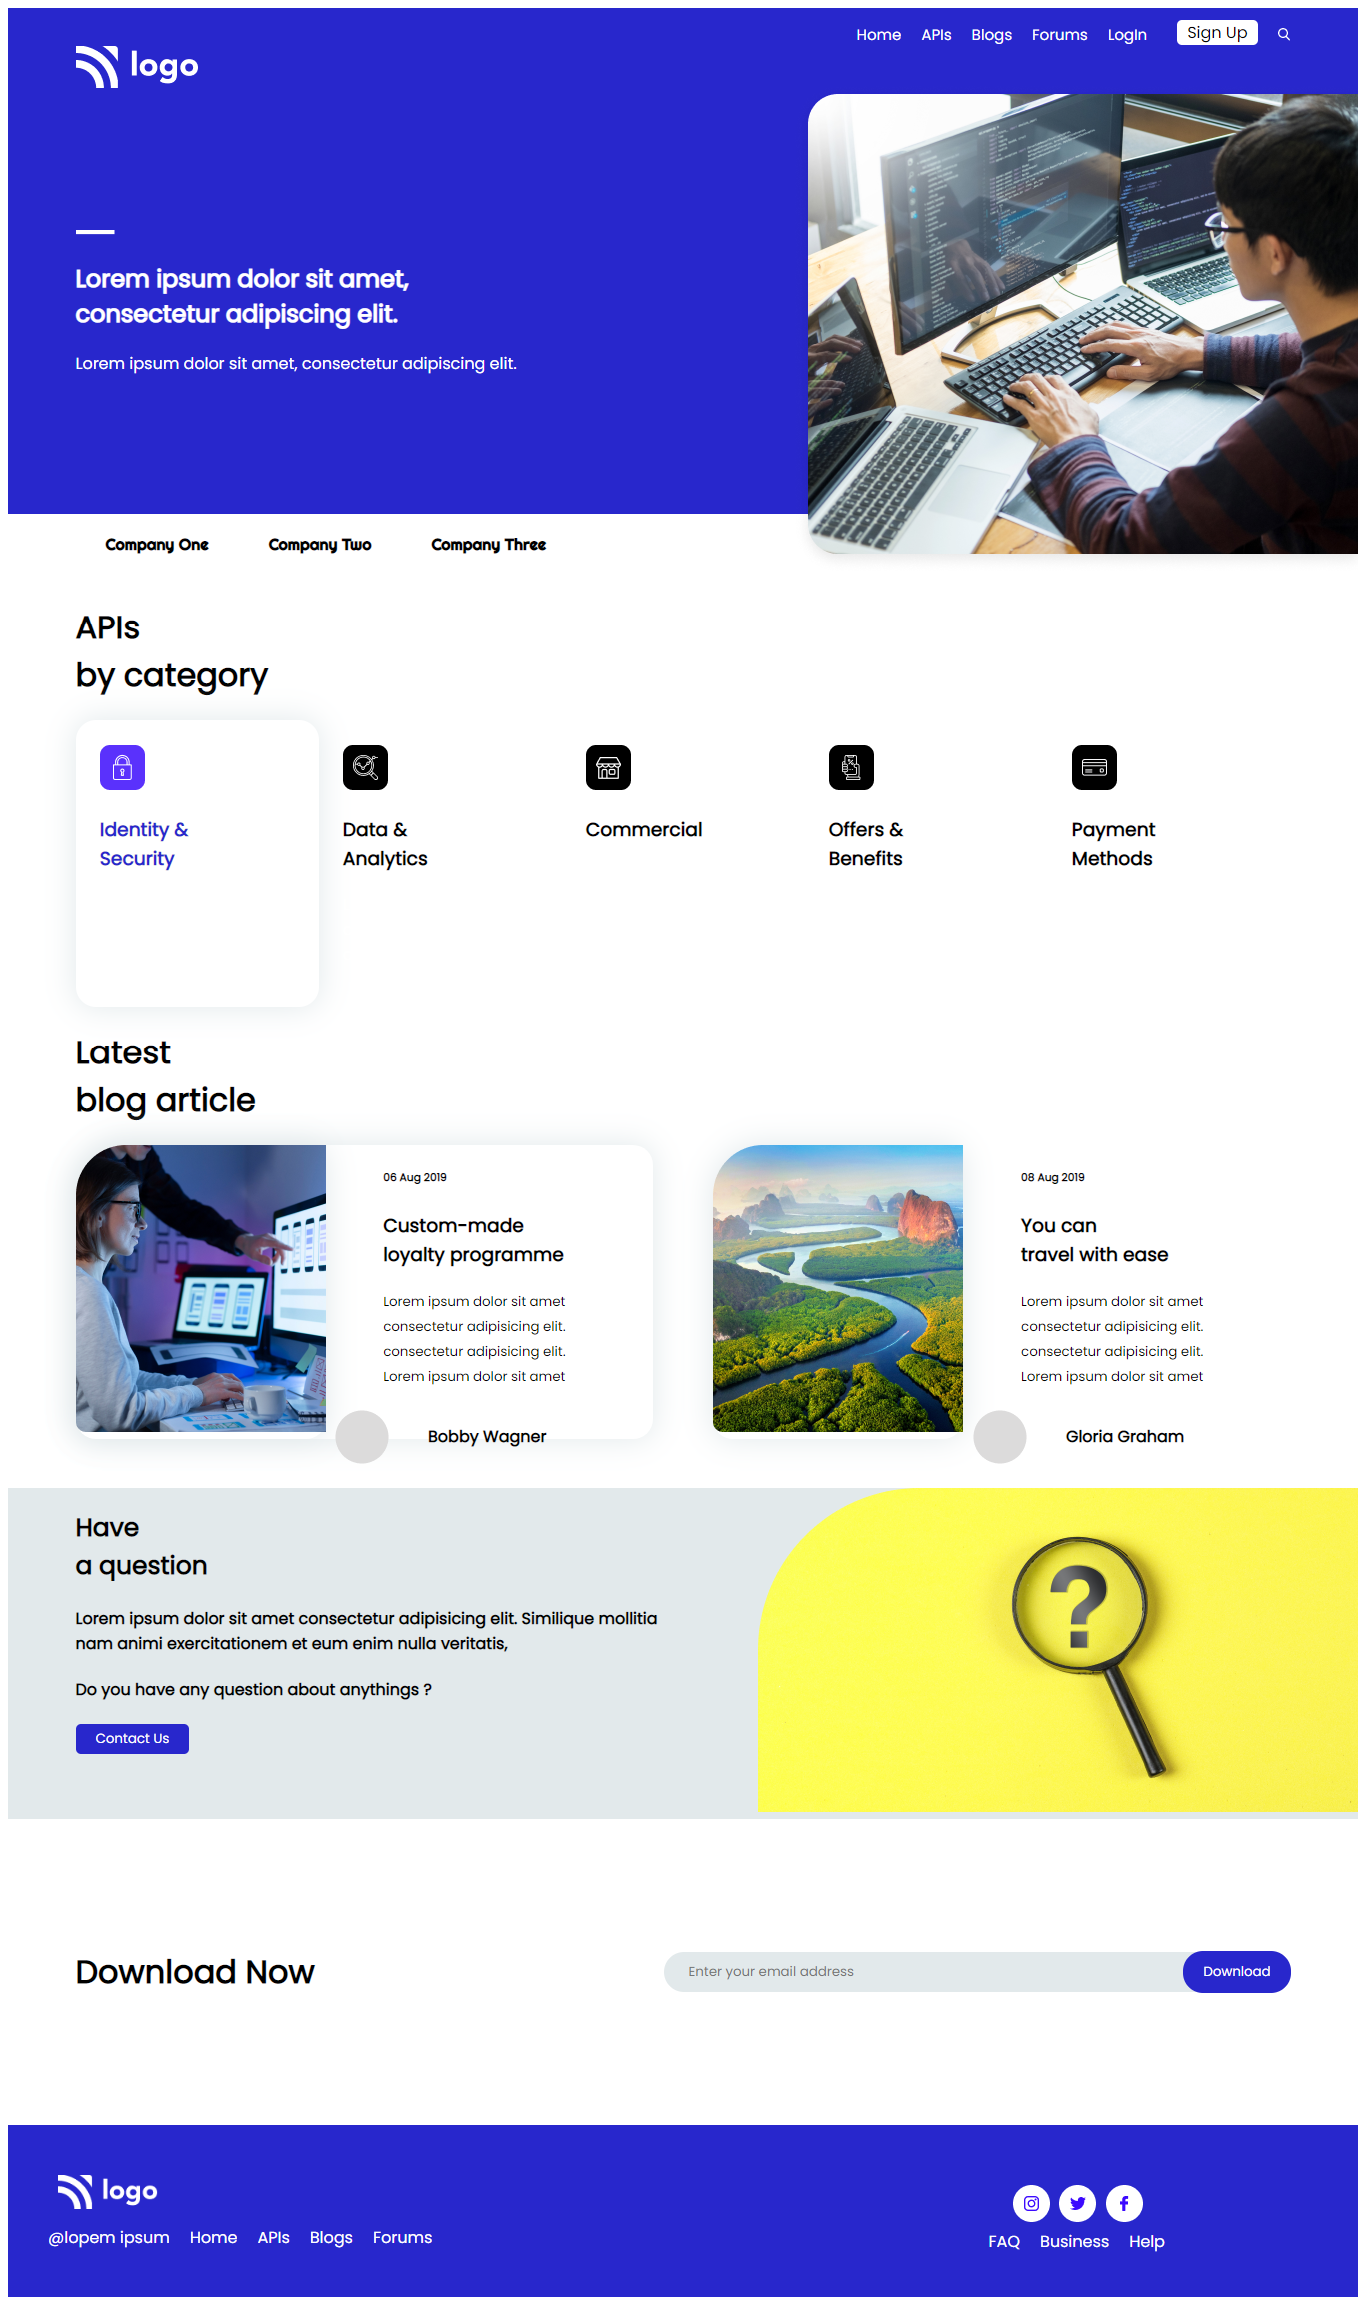 Home APIs Blogs Forums LogIn Sign Up
logo
Lorem ipsum dolor sit amet,
consectetur adipiscing elit.
Lorem ipsum dolor sit amet, consectetur adipiscing elit.
Company One Company Two Company Three
APIs
by category
Identity &
Security
Data &
Analytics
Commercial
Offers &
Benefits
Payment
Methods
Latest
blog article
06 Aug 2019
Custom-made
loyalty programme
Lorem ipsum dolor sit amet
consectetur adipisicing elit.
consectetur adipisicing elit.
Lorem ipsum dolor sit amet
Bobby Wagner
08 Aug 2019
You can
travel with ease
Lorem ipsum dolor sit amet
consectetur adipisicing elit.
consectetur adipisicing elit.
Lorem ipsum dolor sit amet
Gloria Graham
Have
a question
Lorem ipsum dolor sit amet consectetur adipisicing elit. Similique mollitia
nam animi exercitationem et eum enim nulla veritatis,
Do you have any question about anythings ?
Contact Us
?
Download Now
Enter your email address
Download
logo
@lopem ipsum Home APIs Blogs Forums
FAQ Business Help